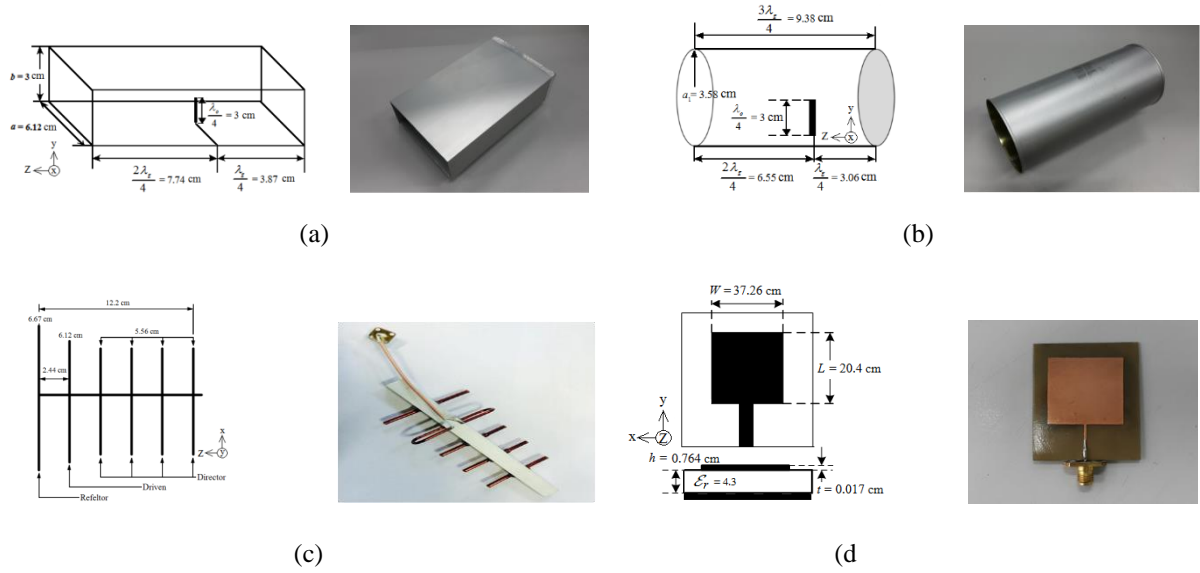 b = 3 cm
a = 6.12 cm
λ₀/4 = 3 cm
y
Z x
2λg/4 = 7.74 cm
λg/4 = 3.87 cm
(a)
3λg/4 = 9.38 cm
a₁ = 3.58 cm
λ₀/4 = 3 cm
y
Z x
2λg/4 = 6.55 cm
λg/4 = 3.06 cm
(b)
12.2 cm
6.67 cm
6.12 cm
5.56 cm
2.44 cm
x
Z y
Director
Driven
Refeltor
(c)
W = 37.26 cm
L = 20.4 cm
y
x Z
h = 0.764 cm
Ɛr = 4.3
t = 0.017 cm
(d